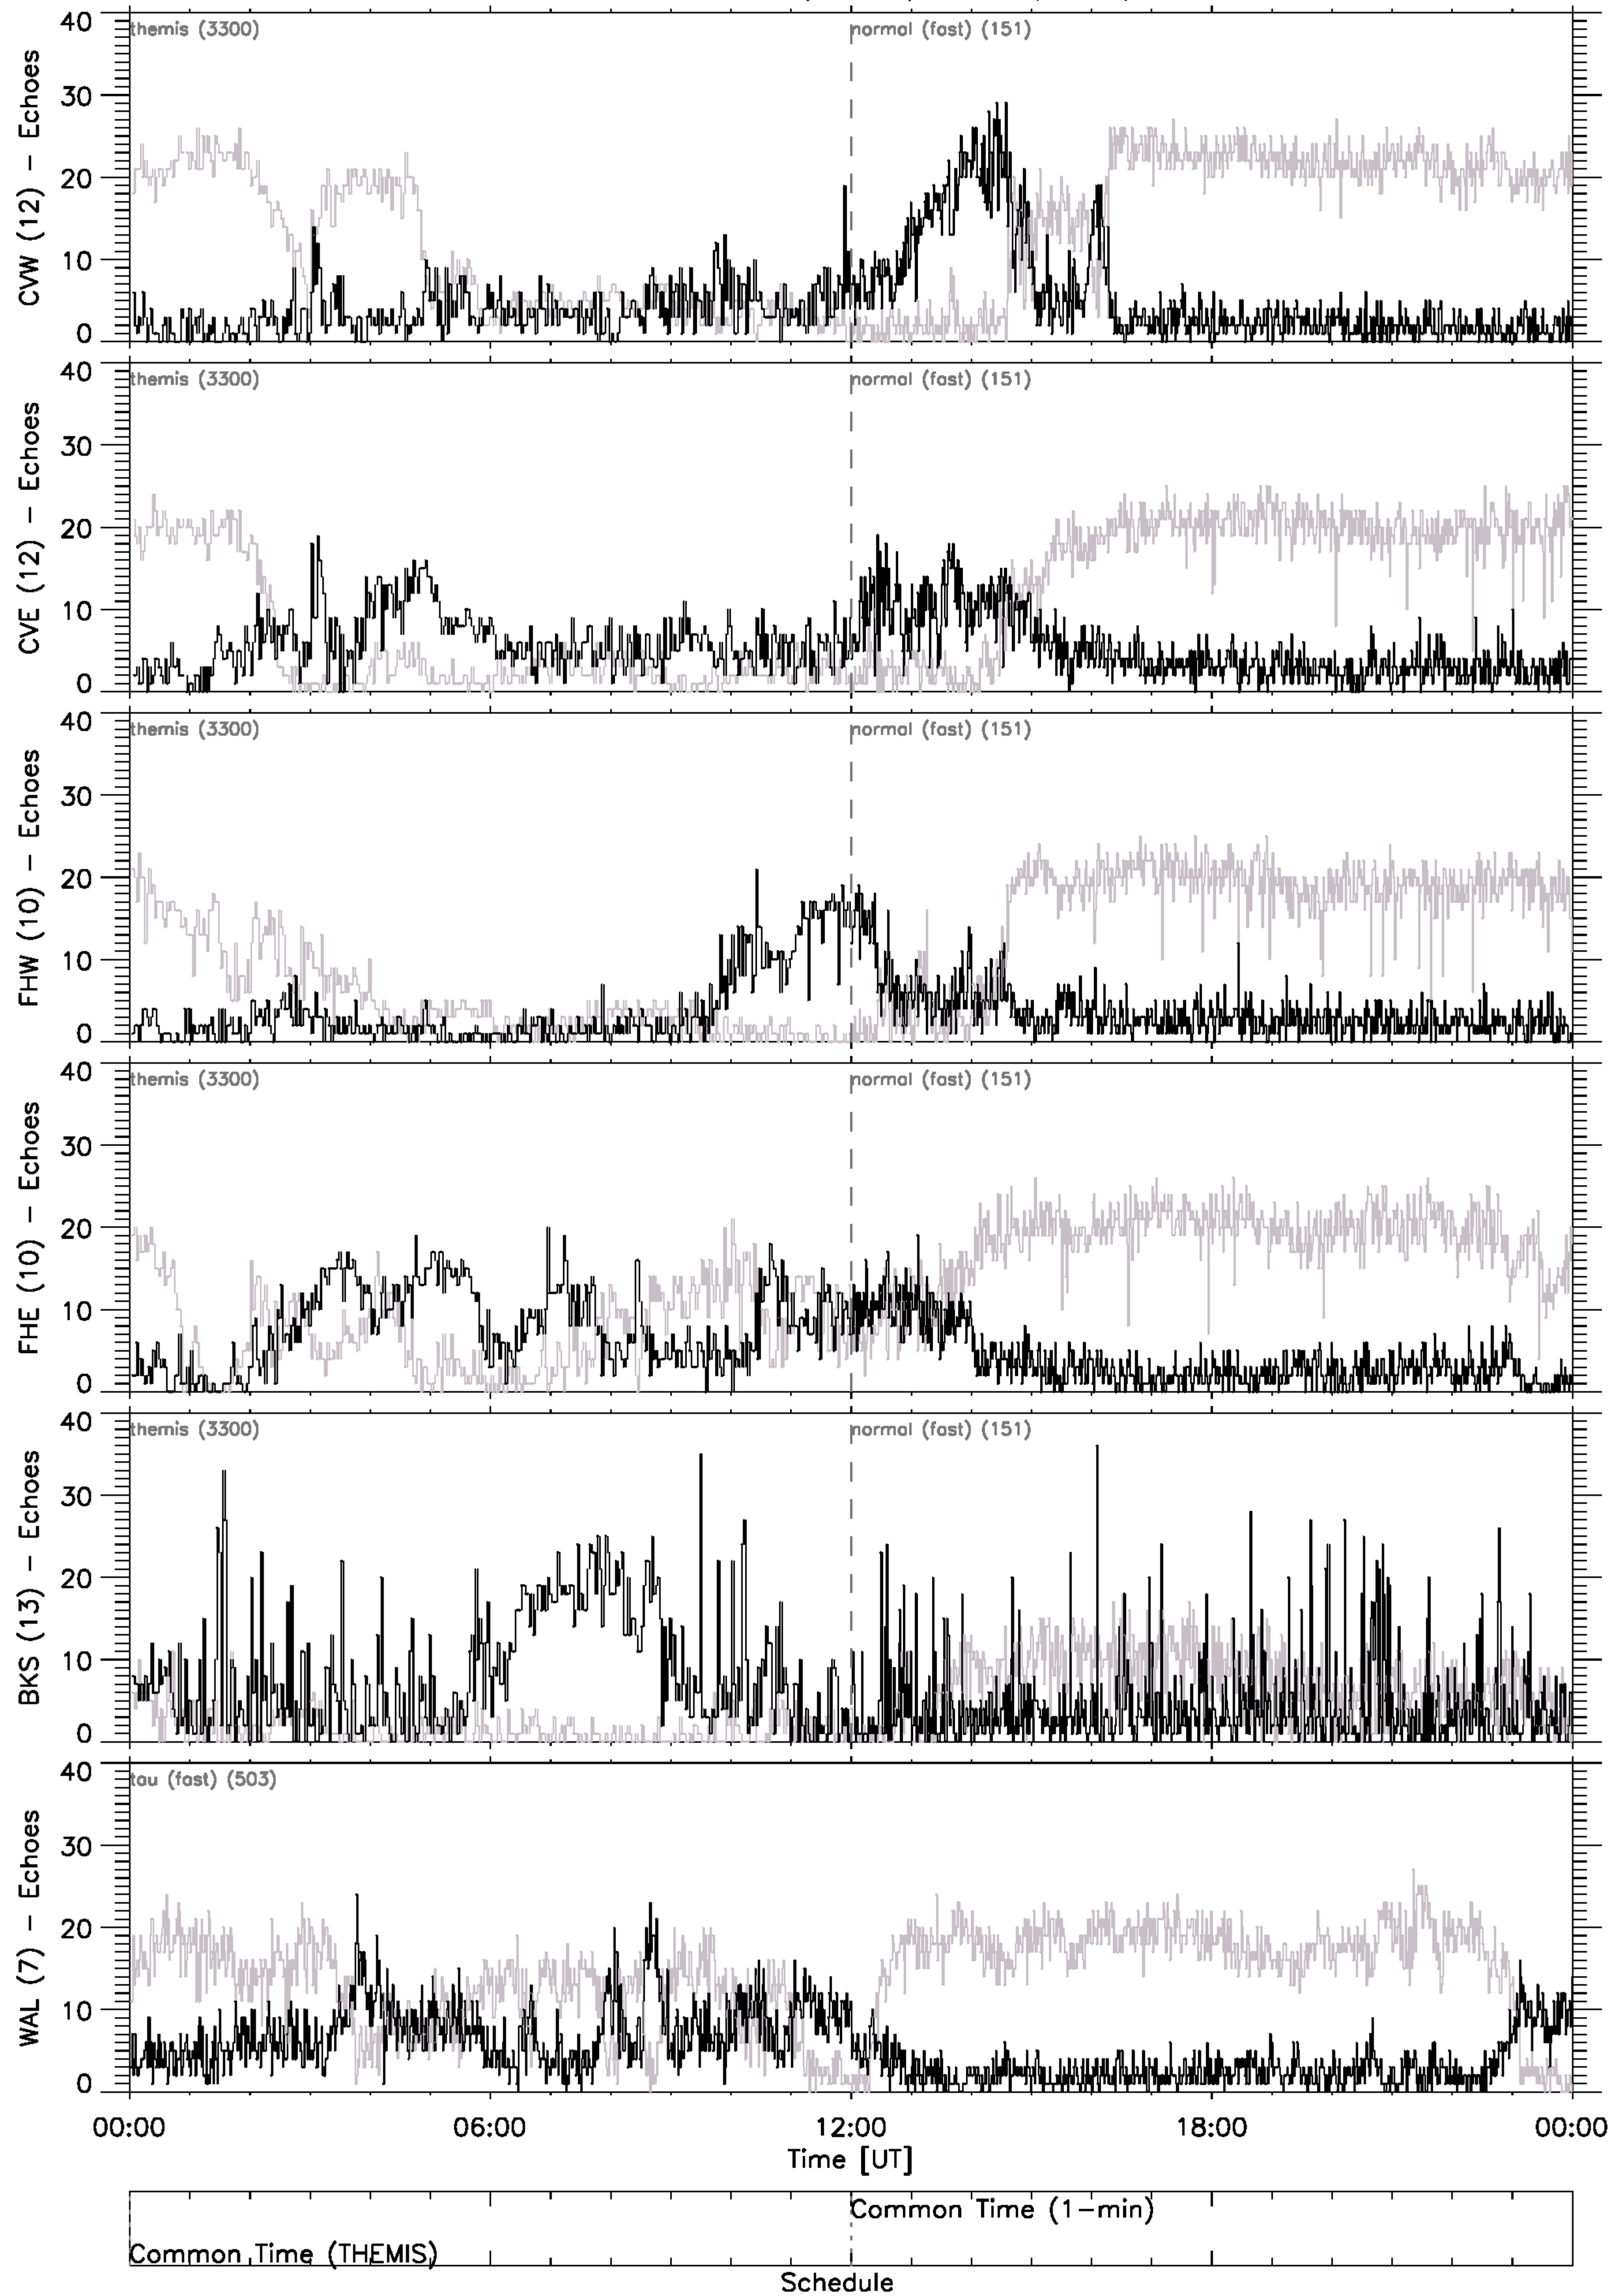 40
30
20
10
0
CVW (12) – Echoes
themis (3300)
normal (fast) (151)
40
30
20
10
0
CVE (12) – Echoes
themis (3300)
normal (fast) (151)
40
30
20
10
0
FHW (10) – Echoes
themis (3300)
normal (fast) (151)
40
30
20
10
0
FHE (10) – Echoes
themis (3300)
normal (fast) (151)
40
30
20
10
0
BKS (13) – Echoes
themis (3300)
normal (fast) (151)
40
30
20
10
0
WAL (7) – Echoes
tau (fast) (503)
00:00 06:00 12:00 18:00 00:00
Time [UT]
Common Time (1–min)
Common Time (THEMIS)
Schedule